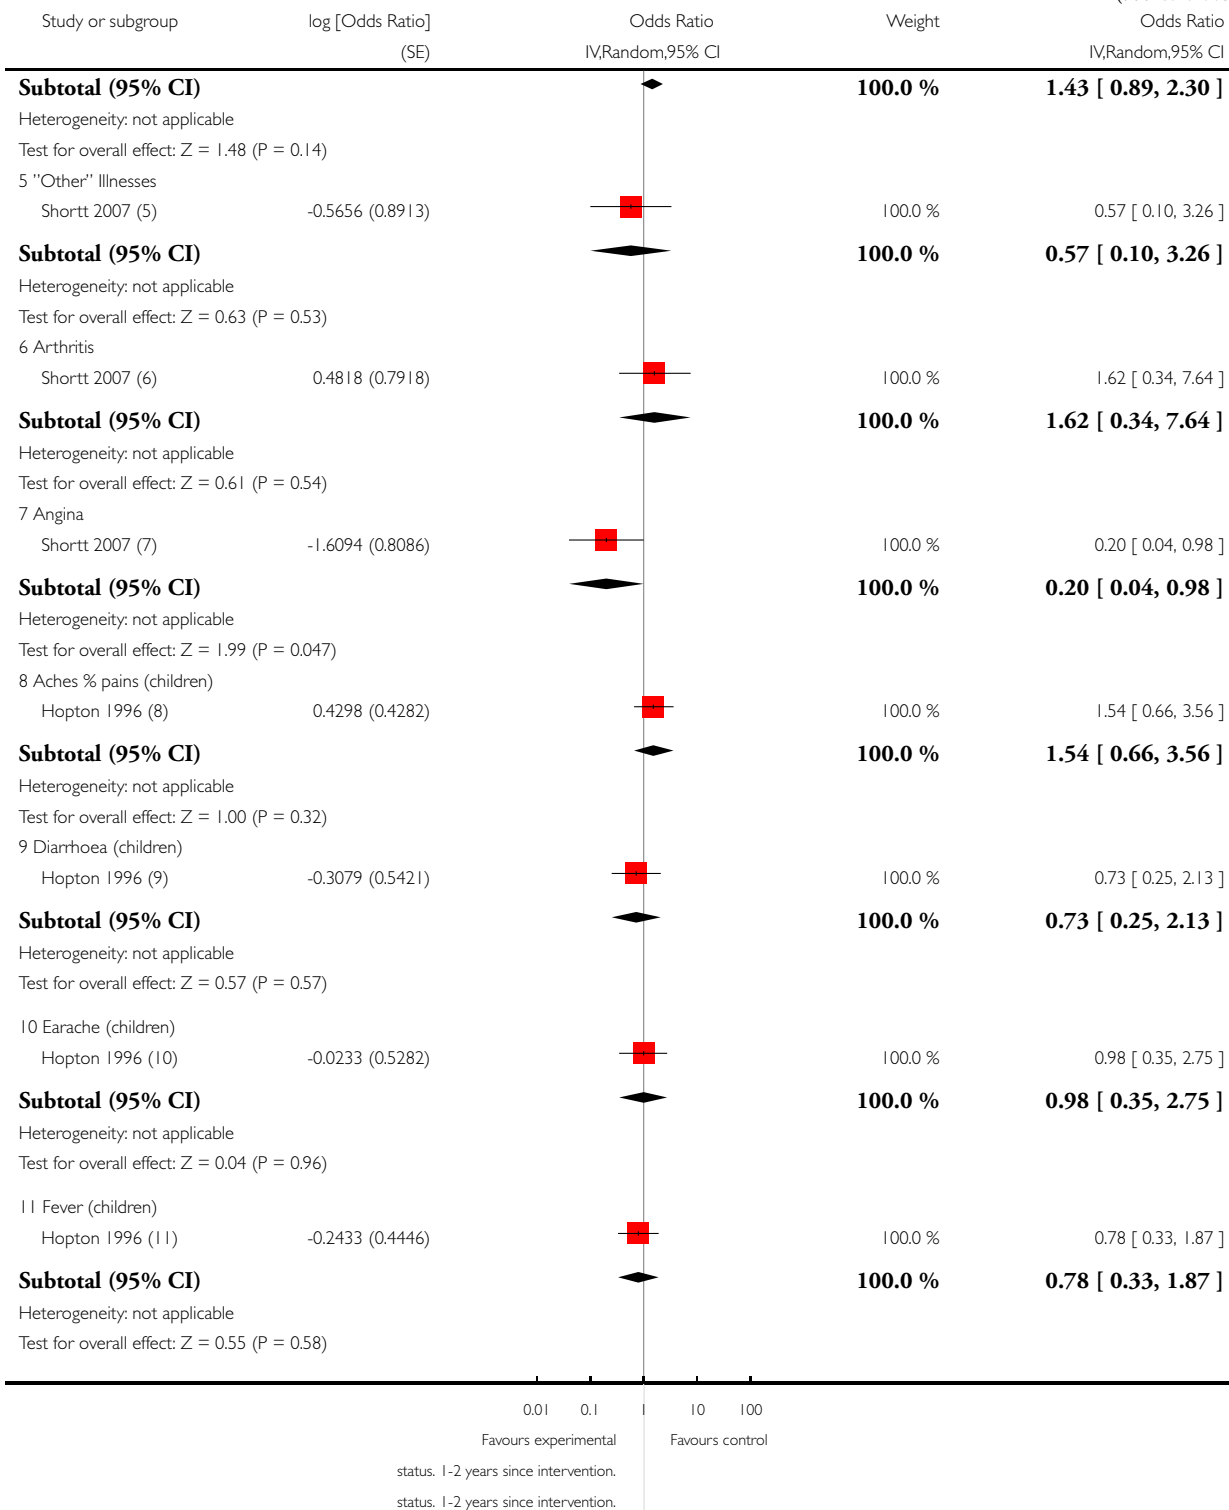 Study or subgroup log [Odds Ratio] Odds Ratio Weight Odds Ratio
(SE) IV,Random,95% CI IV,Random,95% CI
Subtotal (95% CI) 100.0 % 1.43 [ 0.89, 2.30 ]
Heterogeneity: not applicable
Test for overall effect: Z = 1.48 (P = 0.14)
5 ”Other” Illnesses
Shortt 2007 (5) -0.5656 (0.8913) 100.0 % 0.57 [ 0.10, 3.26 ]
Subtotal (95% CI) 100.0 % 0.57 [ 0.10, 3.26 ]
Heterogeneity: not applicable
Test for overall effect: Z = 0.63 (P = 0.53)
6 Arthritis
Shortt 2007 (6) 0.4818 (0.7918) 100.0 % 1.62 [ 0.34, 7.64 ]
Subtotal (95% CI) 100.0 % 1.62 [ 0.34, 7.64 ]
Heterogeneity: not applicable
Test for overall effect: Z = 0.61 (P = 0.54)
7 Angina
Shortt 2007 (7) -1.6094 (0.8086) 100.0 % 0.20 [ 0.04, 0.98 ]
Subtotal (95% CI) 100.0 % 0.20 [ 0.04, 0.98 ]
Heterogeneity: not applicable
Test for overall effect: Z = 1.99 (P = 0.047)
8 Aches % pains (children)
Hopton 1996 (8) 0.4298 (0.4282) 100.0 % 1.54 [ 0.66, 3.56 ]
Subtotal (95% CI) 100.0 % 1.54 [ 0.66, 3.56 ]
Heterogeneity: not applicable
Test for overall effect: Z = 1.00 (P = 0.32)
9 Diarrhoea (children)
Hopton 1996 (9) -0.3079 (0.5421) 100.0 % 0.73 [ 0.25, 2.13 ]
Subtotal (95% CI) 100.0 % 0.73 [ 0.25, 2.13 ]
Heterogeneity: not applicable
Test for overall effect: Z = 0.57 (P = 0.57)
10 Earache (children)
Hopton 1996 (10) -0.0233 (0.5282) 100.0 % 0.98 [ 0.35, 2.75 ]
Subtotal (95% CI) 100.0 % 0.98 [ 0.35, 2.75 ]
Heterogeneity: not applicable
Test for overall effect: Z = 0.04 (P = 0.96)
11 Fever (children)
Hopton 1996 (11) -0.2433 (0.4446) 100.0 % 0.78 [ 0.33, 1.87 ]
Subtotal (95% CI) 100.0 % 0.78 [ 0.33, 1.87 ]
Heterogeneity: not applicable
Test for overall effect: Z = 0.55 (P = 0.58)
0.01 0.1 1 10 100
Favours experimental Favours control
status. 1-2 years since intervention.
status. 1-2 years since intervention.